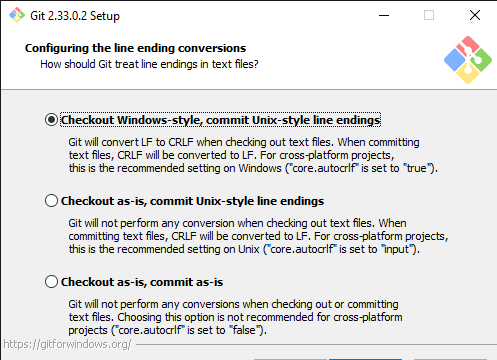 Git 2.33.0.2 Setup
Configuring the line ending conversions
How should Git treat line endings in text files?
Checkout Windows-style, commit Unix-style line endings
Git will convert LF to CRLF when checking out text files. When committing
text files, CRLF will be converted to LF. For cross-platform projects,
this is the recommended setting on Windows ("core.autocrlf" is set to "true").
Checkout as-is, commit Unix-style line endings
Git will not perform any conversion when checking out text files. When
committing text files, CRLF will be converted to LF. For cross-platform projects,
this is the recommended setting on Unix ("core.autocrlf" is set to "input").
Checkout as-is, commit as-is
Git will not perform any conversions when checking out or committing
text files. Choosing this option is not recommended for cross-platform
projects ("core.autocrlf" is set to "false").
https://gitforwindows.org/